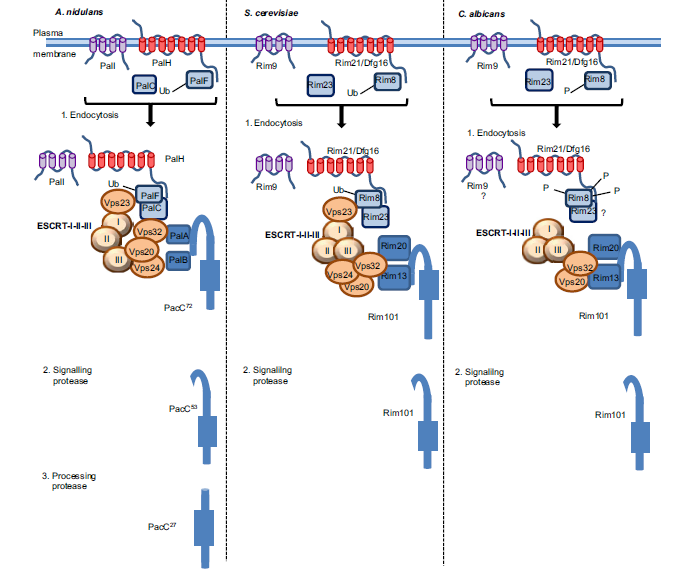 A. nidulans
S. cerevisiae
C. albicans
Plasma
membrane
PalI
PalH
PalC
PalF
Ub
Rim9
Rim21/Dfg16
Rim23
Rim8
Ub
Rim9
Rim21/Dfg16
Rim23
Rim8
P
1. Endocytosis
1. Endocytosis
1. Endocytosis
PalI
PalH
Ub
PalF
PalC
Vps23
ESCRT-I-II-III
I
II
III
Vps32
Vps20
Vps24
PalA
PalB
PacC72
Rim9
Rim21/Dfg16
Ub
Rim8
Rim23
Vps23
ESCRT-I-II-III
I
II
III
Vps32
Vps24
Vps20
Rim20
Rim13
Rim101
Rim9
?
Rim21/Dfg16
P
P
P
Rim8
Rim23
?
ESCRT-I-II-III
I
II
III
Vps32
Vps20
Rim20
Rim13
Rim101
2. Signalling
protease
PacC53
2. Signalilng
protease
Rim101
2. Signalilng
protease
Rim101
3. Processing
protease
PacC27